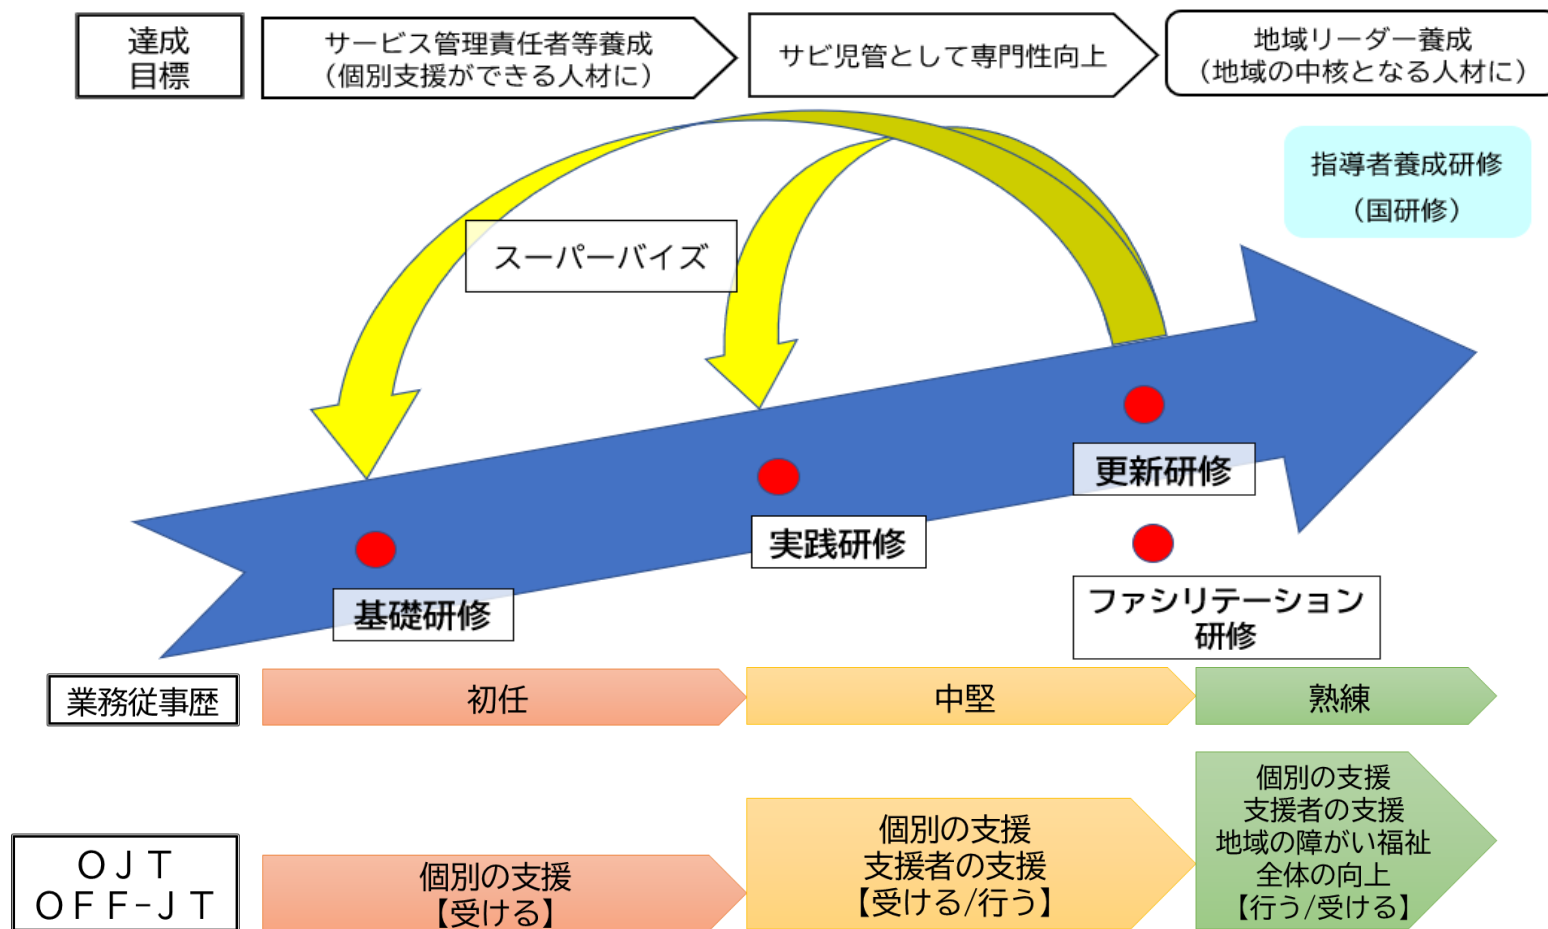 達成
目標
サービス管理責任者等養成
（個別支援ができる人材に）
サビ児管として専門性向上
地域リーダー養成
（地域の中核となる人材に）
指導者養成研修
（国研修）
スーパーバイズ
更新研修
実践研修
基礎研修
ファシリテーション
研修
業務従事歴
初任
中堅
熟練
ＯＪＴ
ＯＦＦ-ＪＴ
個別の支援
【受ける】
個別の支援
支援者の支援
【受ける/行う】
個別の支援
支援者の支援
地域の障がい福祉
全体の向上
【行う/受ける】